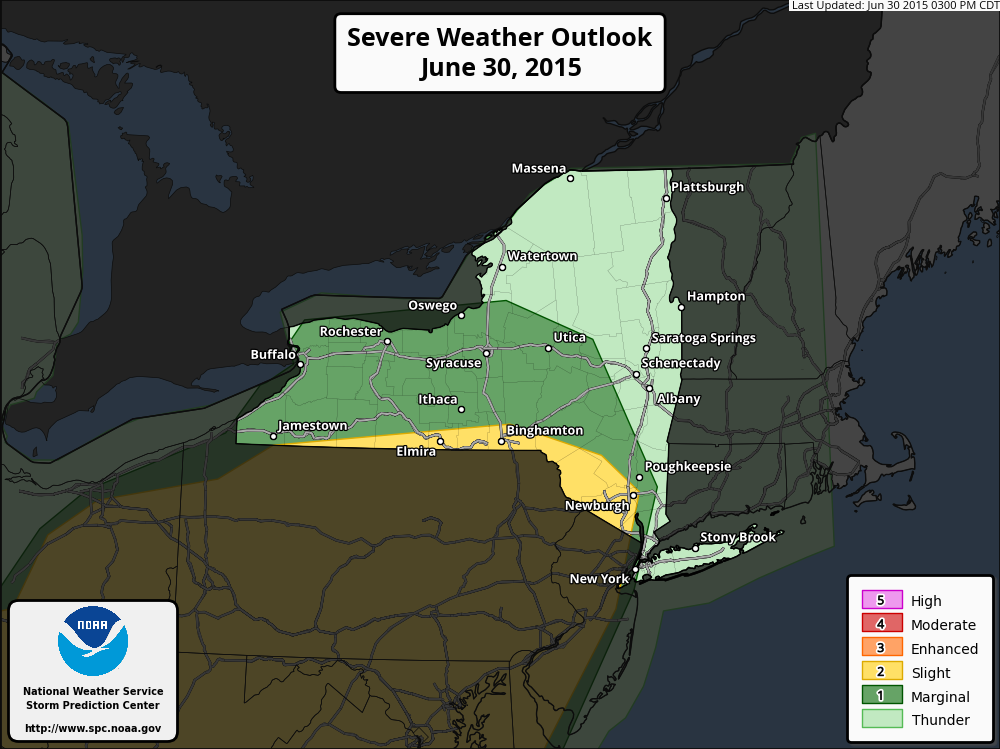 Last Updated: Jun 30 2015 0300 PM CDT
Severe Weather Outlook
June 30, 2015
Massena
Plattsburgh
Watertown
Hampton
Oswego
Rochester
Utica
Saratoga Springs
Buffalo
Syracuse
Schenectady
Ithaca
Albany
Jamestown
Binghamton
Elmira
Poughkeepsie
Newburgh
Stony Brook
New York
5 High
4 Moderate
3 Enhanced
2 Slight
1 Marginal
Thunder
NOAA
National Weather Service
Storm Prediction Center
http://www.spc.noaa.gov